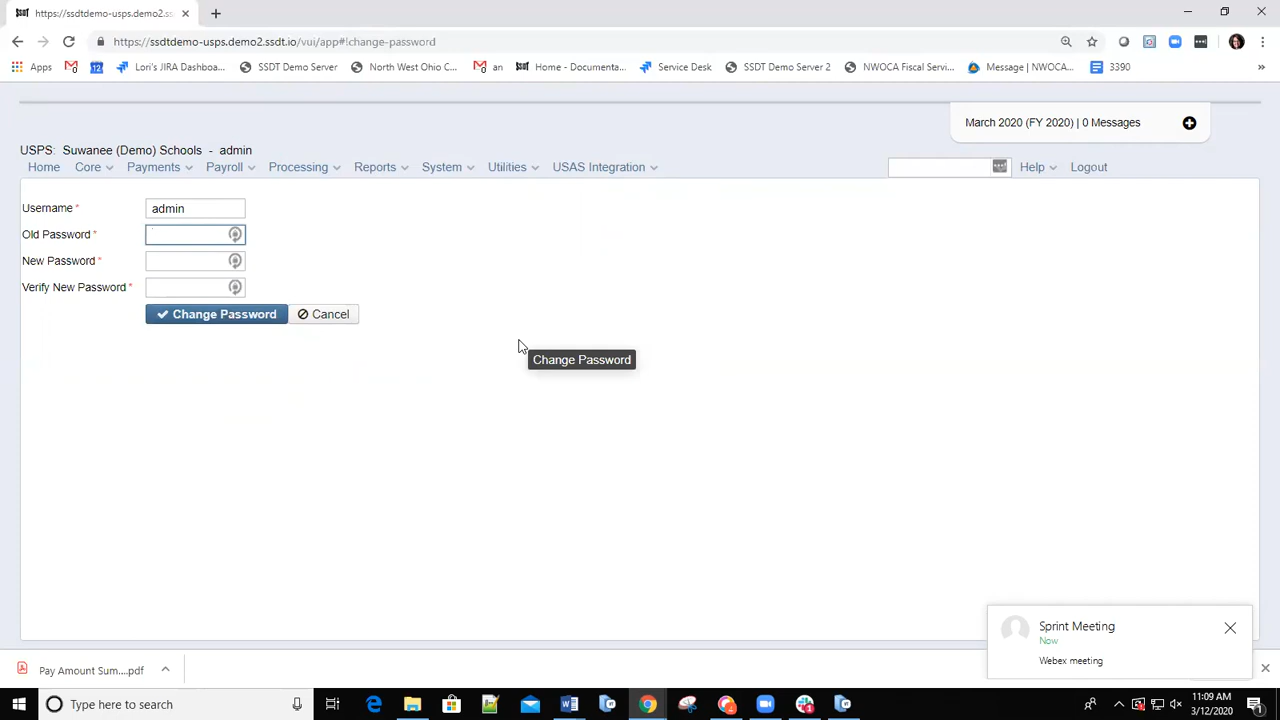 https://ssdtdemo-usps.demo2.ss
https://ssdtdemo-usps.demo2.ssdt.io/vui/app#!change-password
Apps
12
Lori's JIRA Dashboa...
SSDT Demo Server
North West Ohio C...
an
Home - Documenta...
Service Desk
SSDT Demo Server 2
NWOCA Fiscal Servi...
Message | NWOCA...
3390
»
March 2020 (FY 2020) | 0 Messages
USPS: Suwanee (Demo) Schools - admin
Home Core Payments Payroll Processing Reports System Utilities USAS Integration Help Logout
Username * admin
Old Password *
New Password *
Verify New Password *
Change Password Cancel
Change Password
Sprint Meeting
Now
Webex meeting
Pay Amount Sum....pdf
Type here to search
11:09 AM
3/12/2020